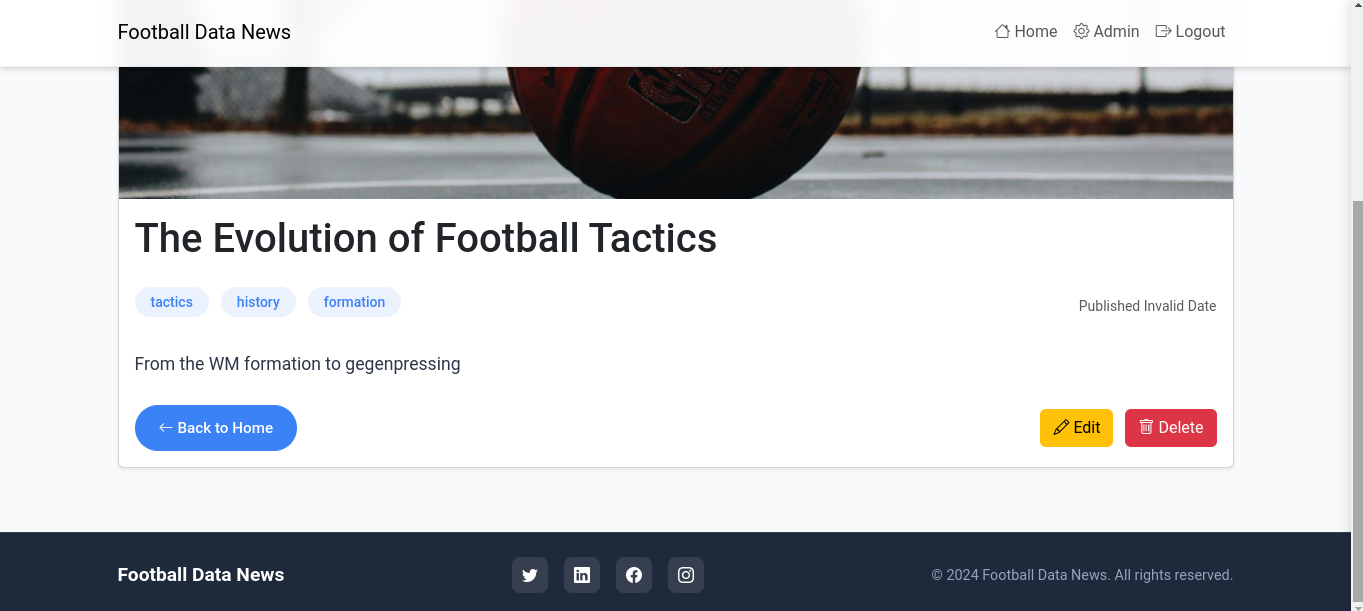 Football Data News
Home
Admin
Logout
The Evolution of Football Tactics
tactics
history
formation
Published Invalid Date
From the WM formation to gegenpressing
← Back to Home
Edit
Delete
Football Data News
© 2024 Football Data News. All rights reserved.